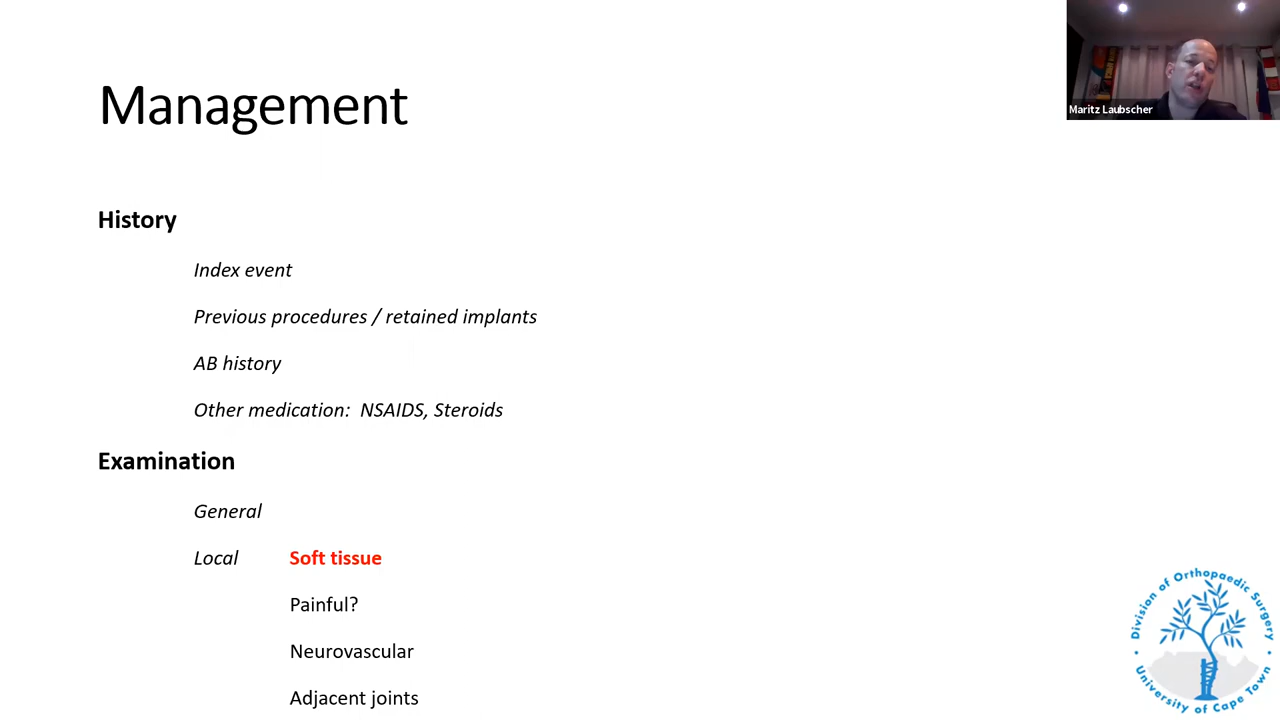 Management
Maritz Laubscher
History
Index event
Previous procedures / retained implants
AB history
Other medication:  NSAIDS, Steroids
Examination
General
Local Soft tissue
Painful?
Neurovascular
Adjacent joints
Division of Orthopaedic Surgery
• University of Cape Town •